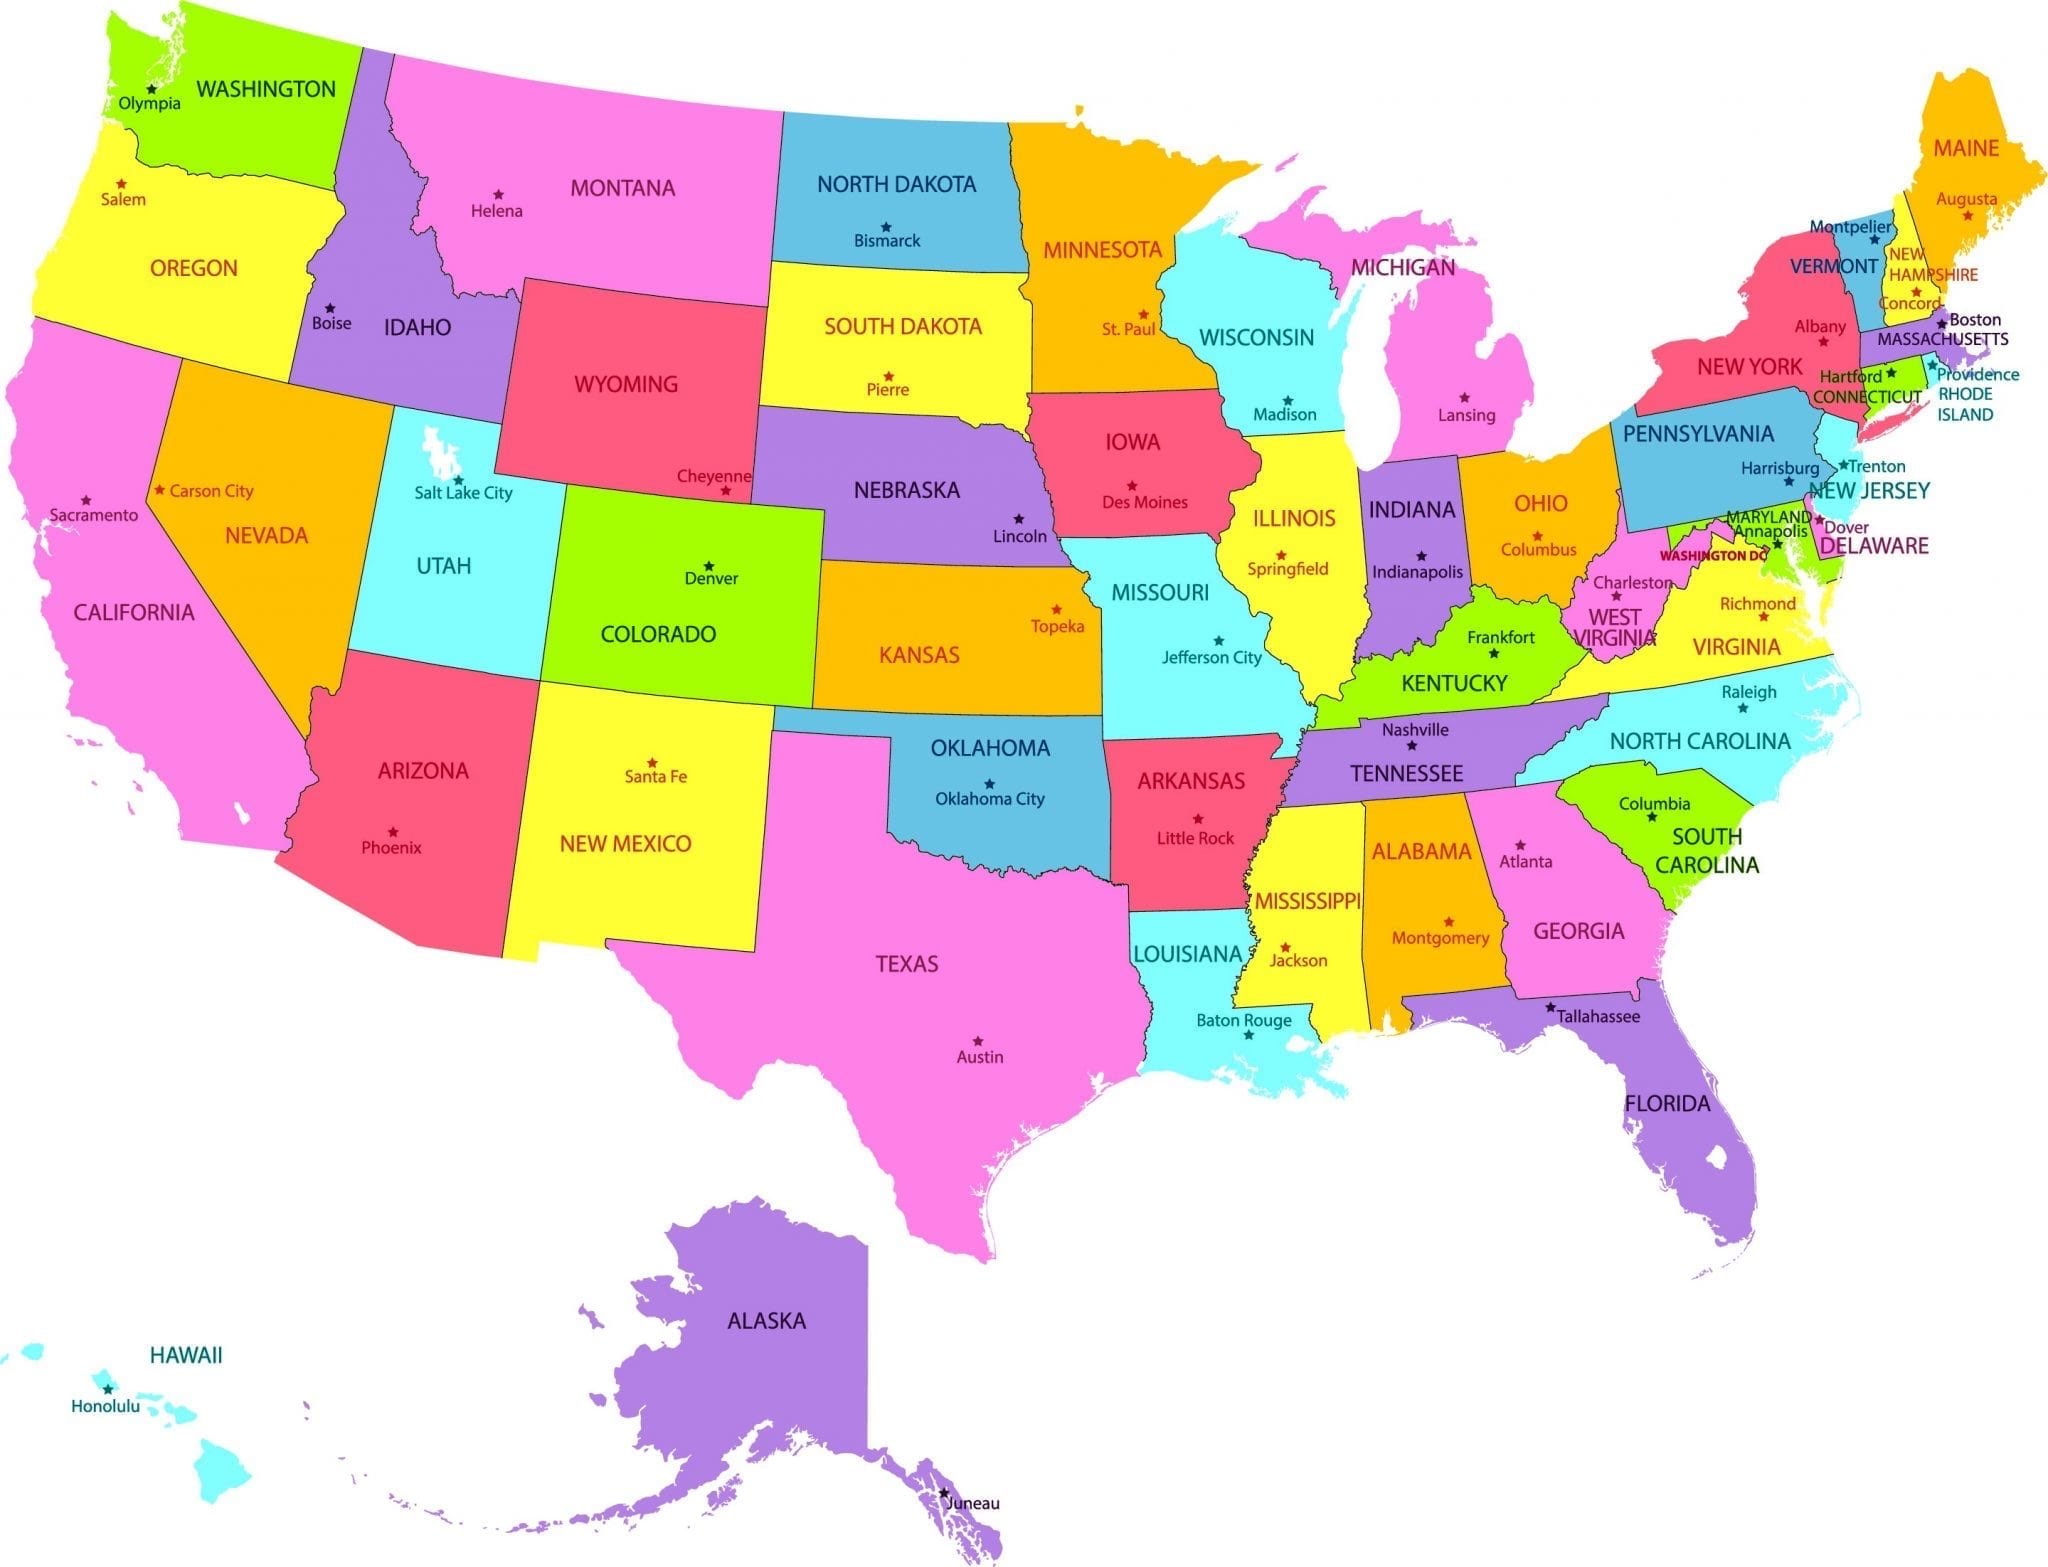 WASHINGTON
Olympia
OREGON
Salem
CALIFORNIA
Sacramento
NEVADA
Carson City
IDAHO
Boise
MONTANA
Helena
WYOMING
Cheyenne
UTAH
Salt Lake City
COLORADO
Denver
ARIZONA
Phoenix
NEW MEXICO
Santa Fe
NORTH DAKOTA
Bismarck
SOUTH DAKOTA
Pierre
NEBRASKA
Lincoln
KANSAS
Topeka
OKLAHOMA
Oklahoma City
TEXAS
Austin
MINNESOTA
St. Paul
IOWA
Des Moines
MISSOURI
Jefferson City
ARKANSAS
Little Rock
LOUISIANA
Baton Rouge
WISCONSIN
Madison
ILLINOIS
Springfield
MICHIGAN
Lansing
INDIANA
Indianapolis
OHIO
Columbus
KENTUCKY
Frankfort
TENNESSEE
Nashville
MISSISSIPPI
Jackson
ALABAMA
Montgomery
GEORGIA
Atlanta
FLORIDA
Tallahassee
SOUTH
CAROLINA
Columbia
NORTH CAROLINA
Raleigh
VIRGINIA
Richmond
WEST
VIRGINIA
Charleston
WASHINGTON DC
MARYLAND
Annapolis
DELAWARE
Dover
PENNSYLVANIA
Harrisburg
NEW JERSEY
Trenton
NEW YORK
Albany
CONNECTICUT
Hartford
RHODE
ISLAND
Providence
MASSACHUSETTS
Boston
VERMONT
Montpelier
NEW
HAMPSHIRE
Concord
MAINE
Augusta
ALASKA
Juneau
HAWAII
Honolulu